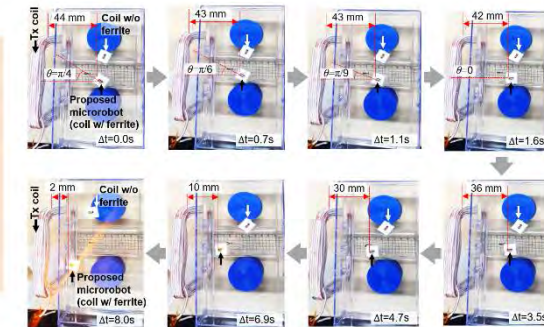 44 mm
Coil w/o
ferrite
Tx coil
θ=π/4
Proposed
microrobot
(coil w/ ferrite)
Δt=0.0s
43 mm
θ=π/6
Δt=0.7s
43 mm
θ=π/9
Δt=1.1s
42 mm
θ=0
Δt=1.6s
2 mm
Coil w/o
ferrite
Tx coil
Proposed
microrobot
(coil w/ ferrite)
Δt=8.0s
10 mm
Δt=6.9s
30 mm
Δt=4.7s
36 mm
Δt=3.5s